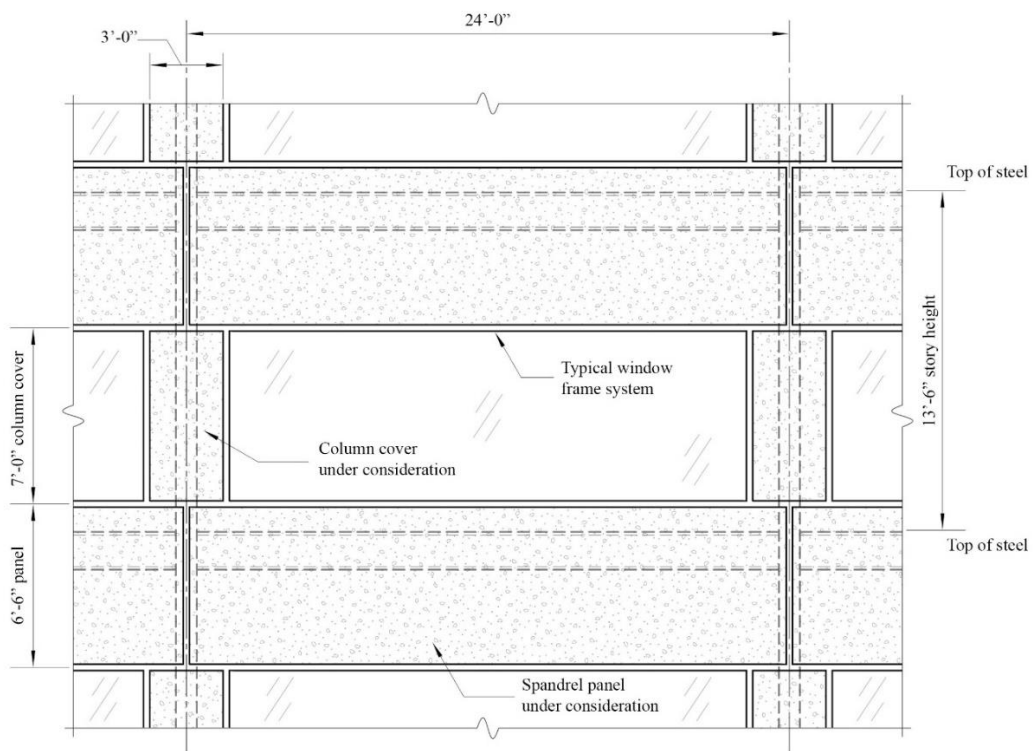 24’-0”
3’-0”
Top of steel
13’-6” story height
Typical window
frame system
7’-0” column cover
Column cover
under consideration
Top of steel
6’-6” panel
Spandrel panel
under consideration